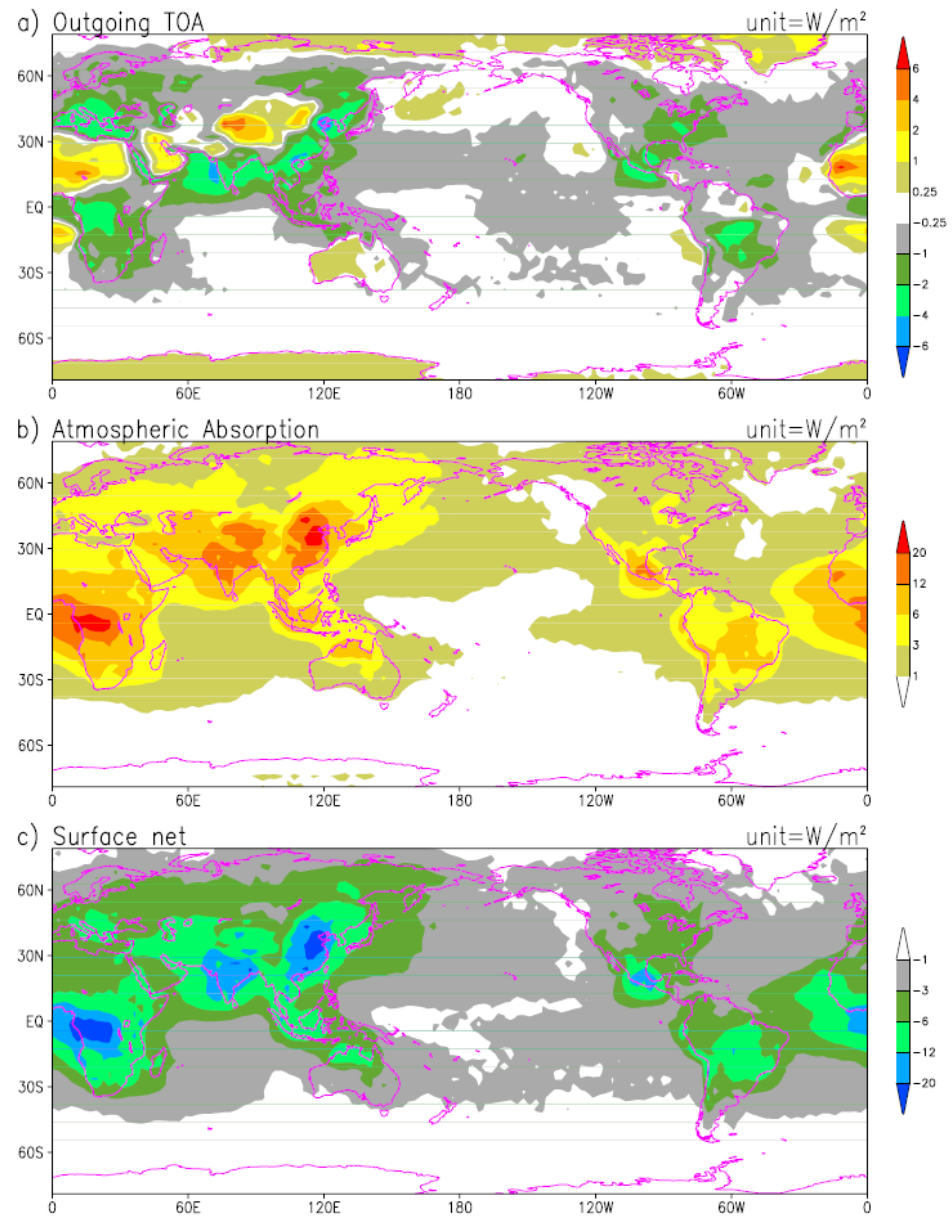 a) Outgoing TOA unit=W/m²
60N
30N
EQ
30S
60S
0 60E 120E 180 120W 60W 0
6
4
2
1
0.25
-0.25
-1
-2
-4
-6
b) Atmospheric Absorption unit=W/m²
60N
30N
EQ
30S
60S
0 60E 120E 180 120W 60W 0
20
12
6
3
1
c) Surface net unit=W/m²
60N
30N
EQ
30S
60S
0 60E 120E 180 120W 60W 0
-1
-3
-6
-12
-20